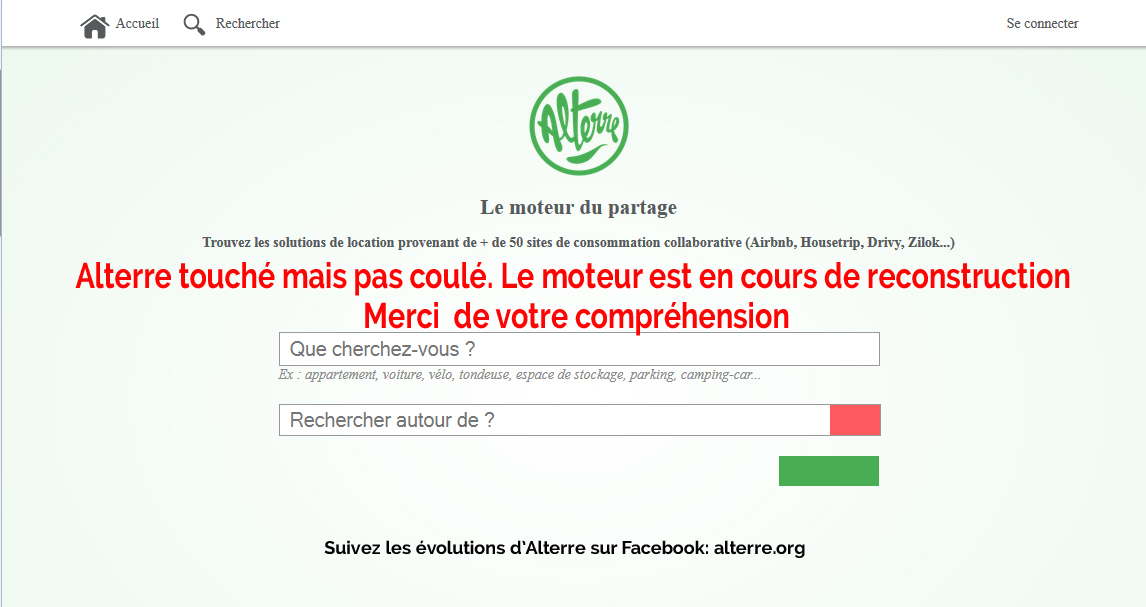 Accueil Rechercher Se connecter
Alterre
Le moteur du partage
Trouvez les solutions de location provenant de + de 50 sites de consommation collaborative (Airbnb, Housetrip, Drivy, Zilok...)
Alterre touché mais pas coulé. Le moteur est en cours de reconstruction
Merci de votre compréhension
Que cherchez-vous ?
Ex : appartement, voiture, vélo, tondeuse, espace de stockage, parking, camping-car...
Rechercher autour de ?
Suivez les évolutions d'Alterre sur Facebook: alterre.org